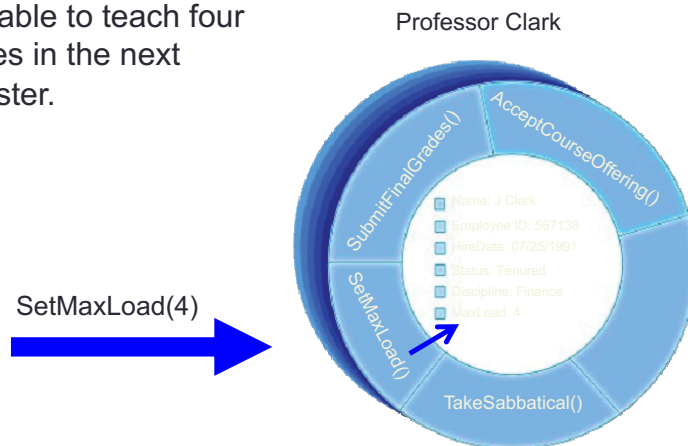 able to teach four
es in the next
ster.
Professor Clark
AcceptCourseOffering()
SubmitFinalGrades()
Name: J Clark
Employee ID: 567138
HireDate: 07/25/1991
Status: Tenured
Discipline: Finance
MaxLoad: 4
SetMaxLoad(4)
SetMaxLoad()
TakeSabbatical()